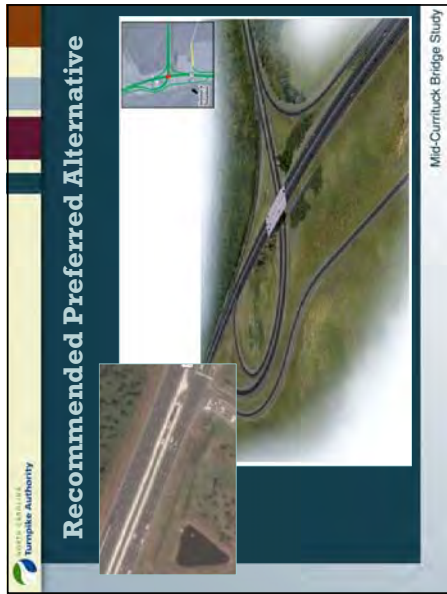 NORTH CAROLINA
Turnpike Authority
Recommended Preferred Alternative
Mid-Currituck Bridge Study